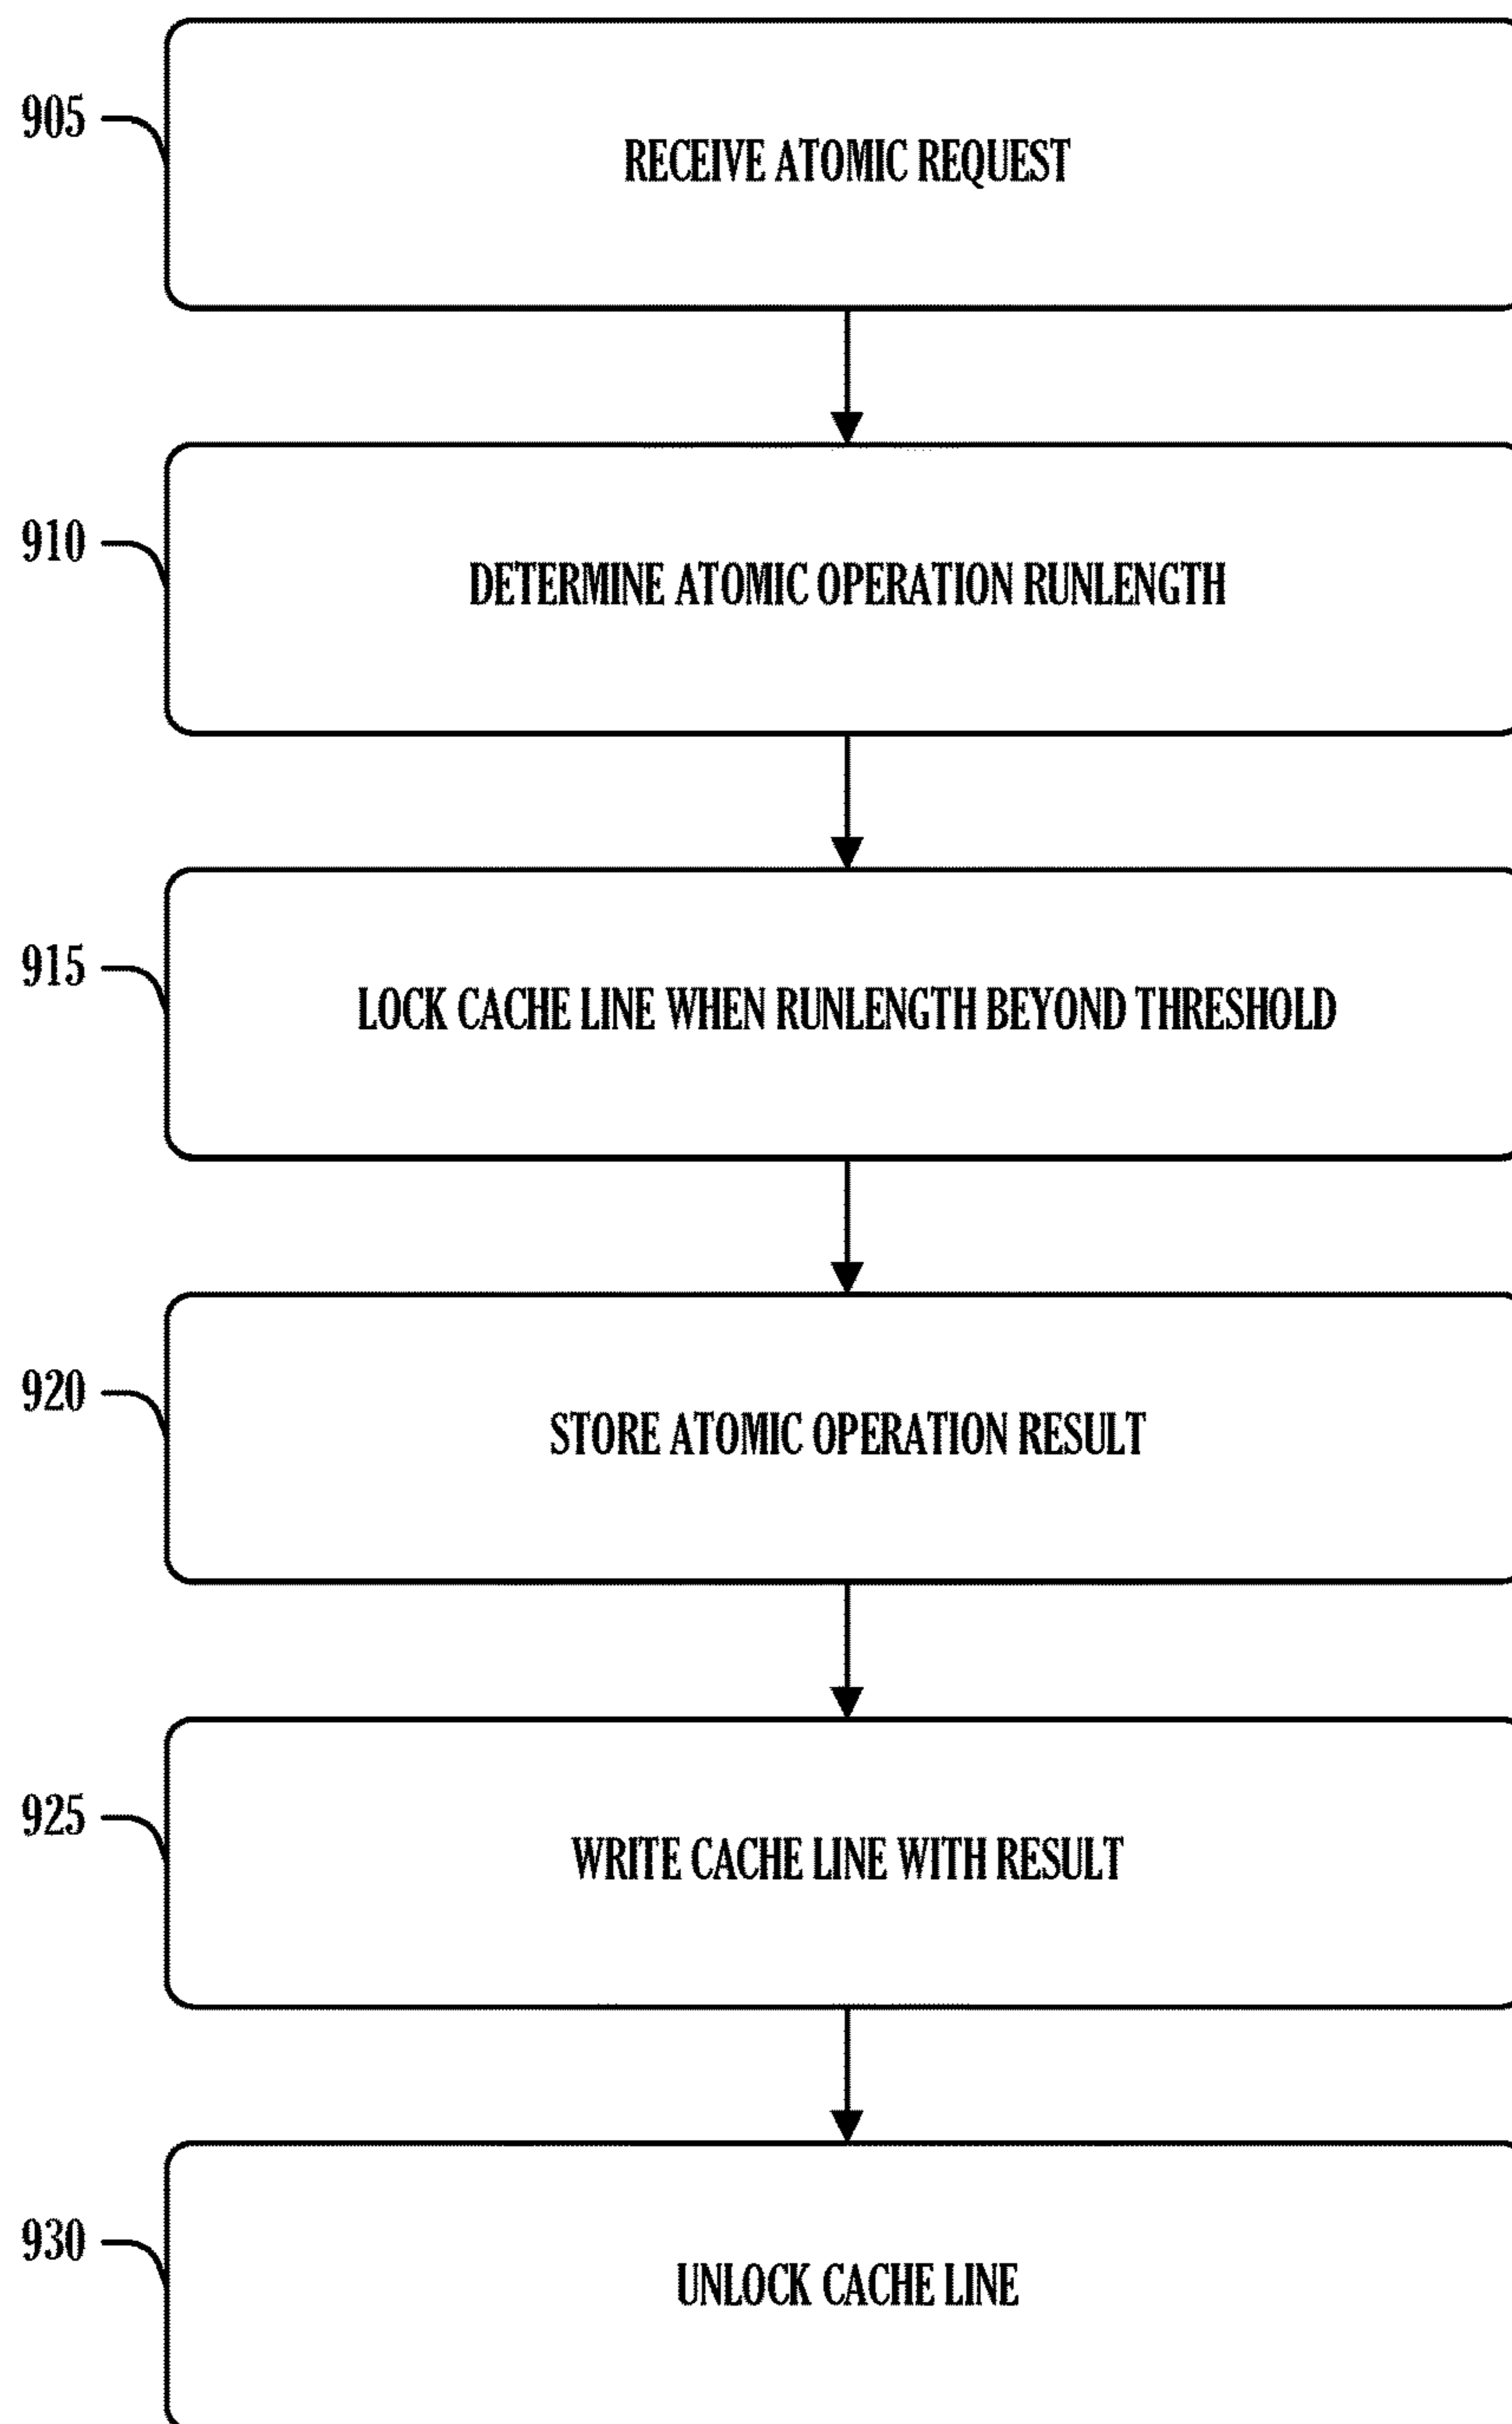 905
RECEIVE ATOMIC REQUEST
910
DETERMINE ATOMIC OPERATION RUNLENGTH
915
LOCK CACHE LINE WHEN RUNLENGTH BEYOND THRESHOLD
920
STORE ATOMIC OPERATION RESULT
925
WRITE CACHE LINE WITH RESULT
930
UNLOCK CACHE LINE